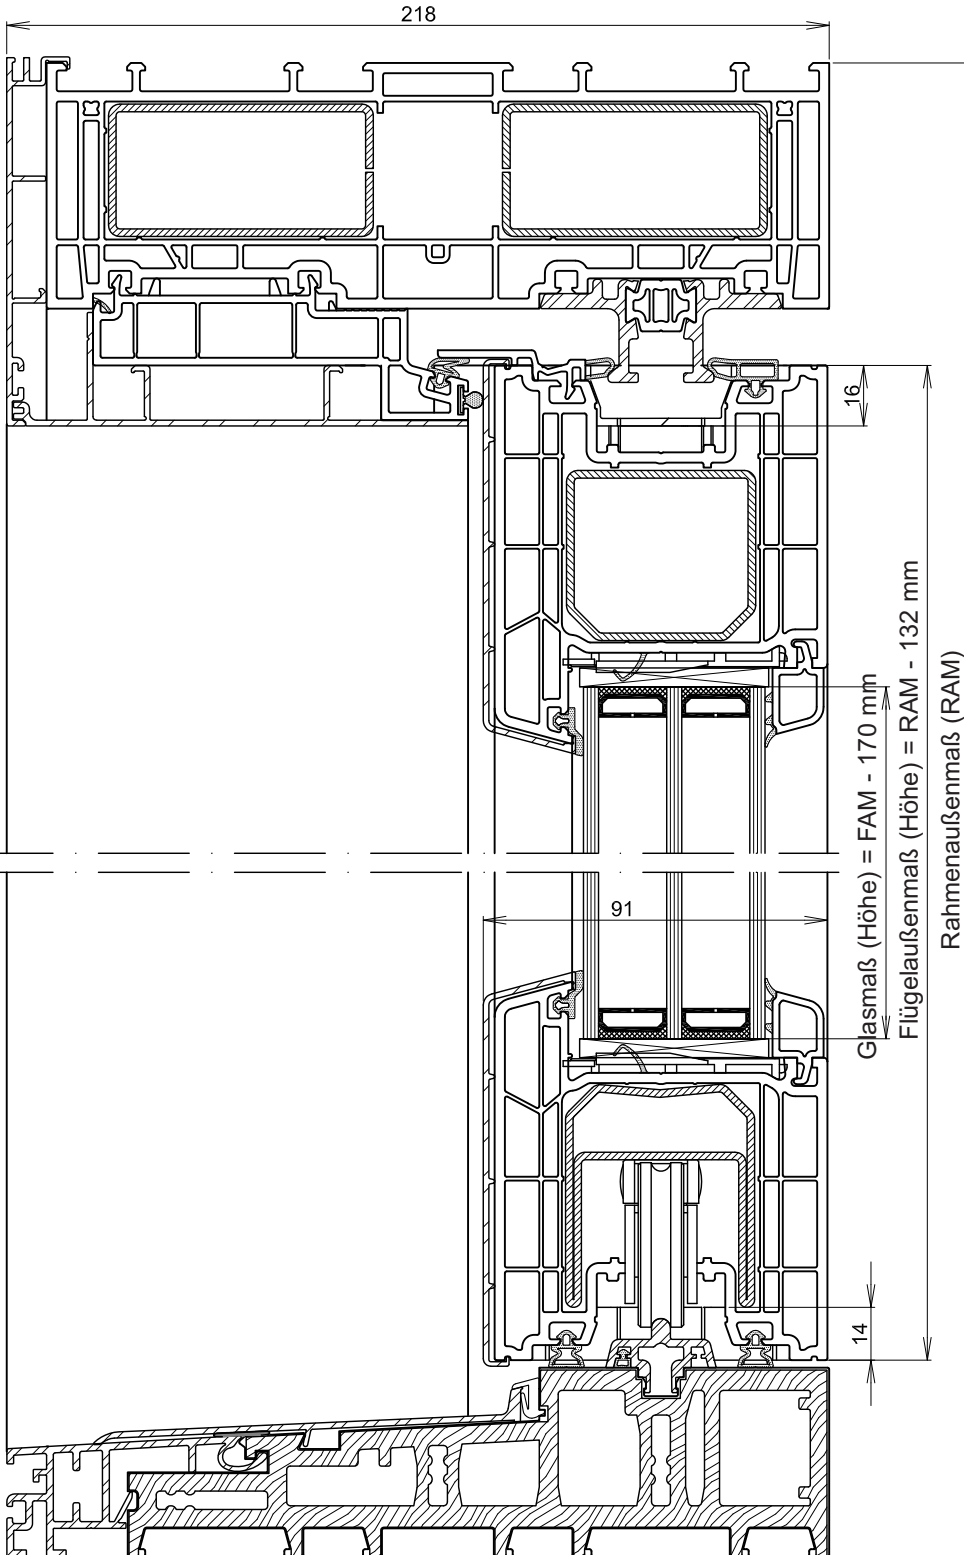 218
16
Glasmaß (Höhe) = FAM - 170 mm
Flügelaußenmaß (Höhe) = RAM - 132 mm
Rahmenaußenmaß (RAM)
91
14